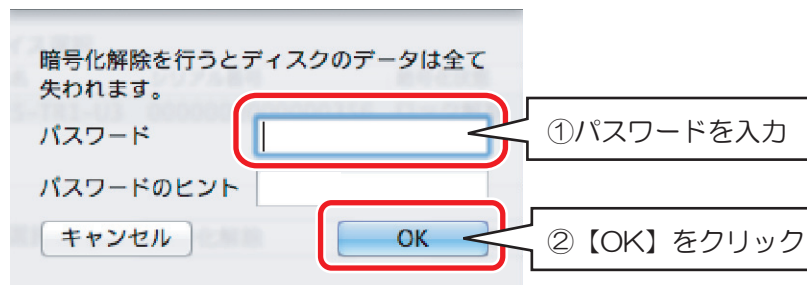 暗号化解除を行うとディスクのデータは全て
失われます。
パスワード
①パスワードを入力
パスワードのヒント
キャンセル
OK
②【OK】をクリック